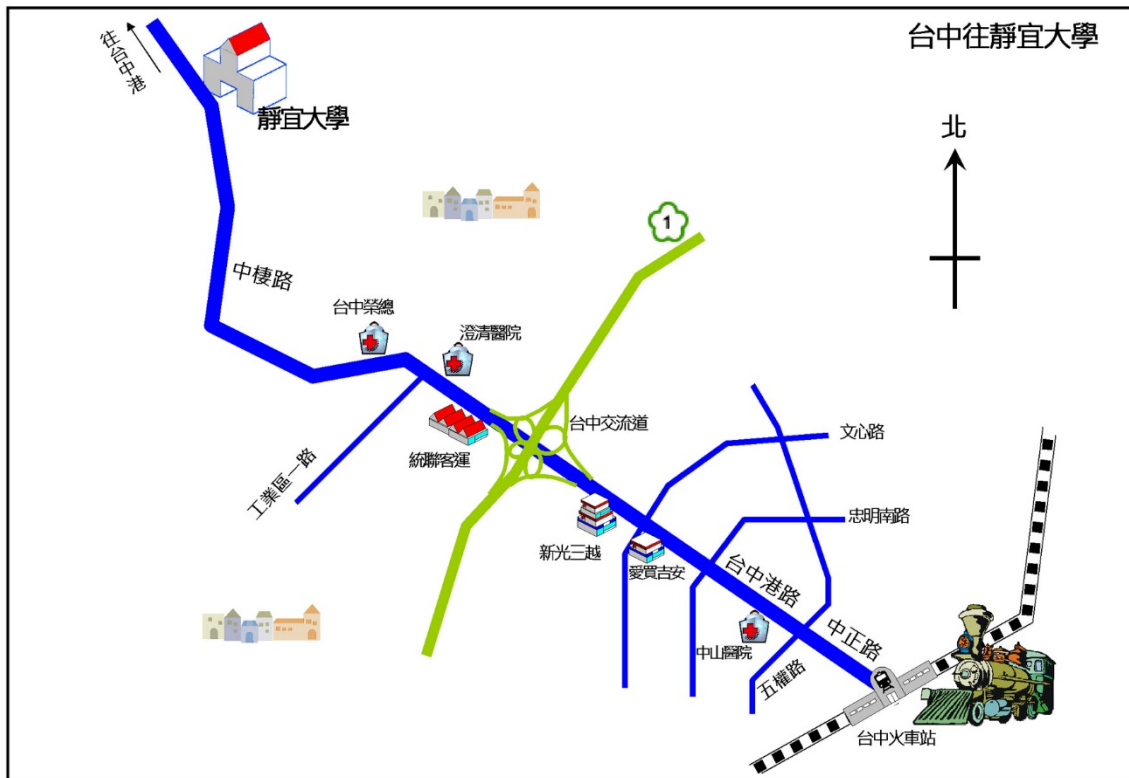 台中往靜宜大學
往台中港
靜宜大學
北
1
中棲路
台中榮總
澄清醫院
台中交流道
文心路
統聯客運
工業區一路
忠明南路
新光三越
愛買吉安
台中港路
中正路
中山醫院
五權路
台中火車站